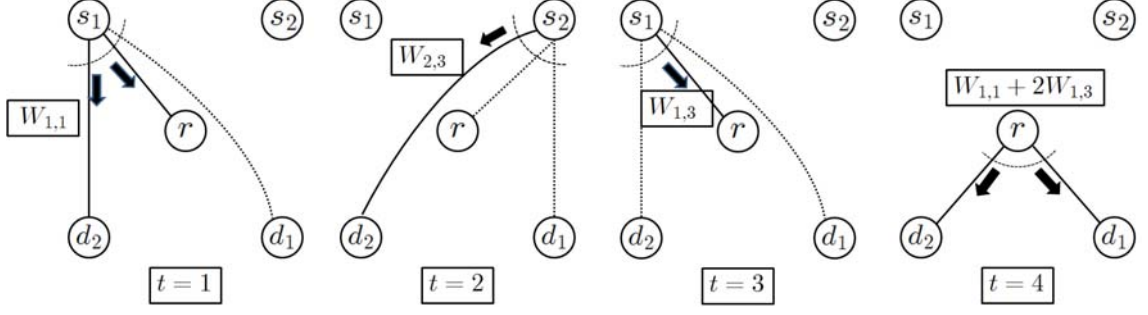 s₁ s₂ s₁ s₂ s₁ s₂ s₁ s₂
W₂,₃
W₁,₁ + 2W₁,₃
W₁,₁ W₁,₃
r r r r
d₂ d₁ d₂ d₁ d₂ d₁ d₂ d₁
t = 1 t = 2 t = 3 t = 4